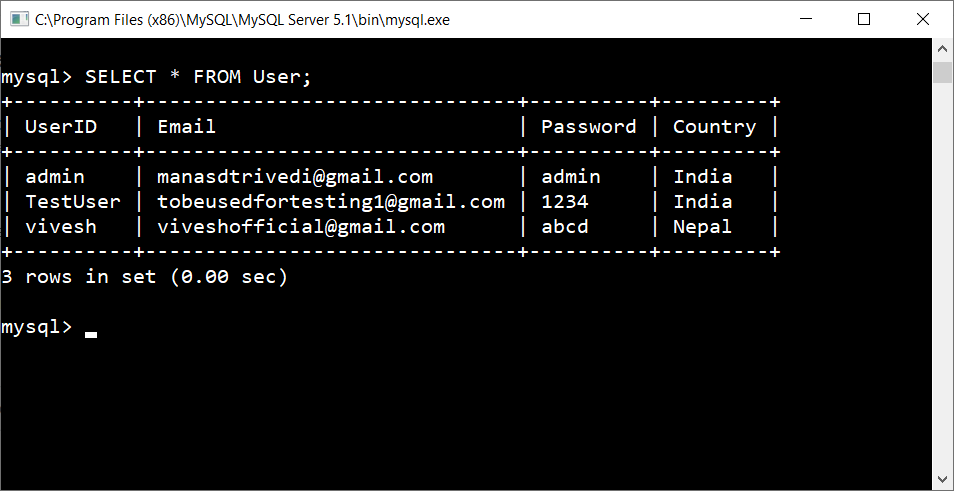 C:\Program Files (x86)\MySQL\MySQL Server 5.1\bin\mysql.exe
mysql> SELECT * FROM User;
+----------+-------------------------------+----------+---------+
| UserID   | Email                         | Password | Country |
+----------+-------------------------------+----------+---------+
| admin    | manasdtrivedi@gmail.com       | admin    | India   |
| TestUser | tobeusedfortesting1@gmail.com | 1234     | India   |
| vivesh   | viveshofficial@gmail.com      | abcd     | Nepal   |
+----------+-------------------------------+----------+---------+
3 rows in set (0.00 sec)
mysql>